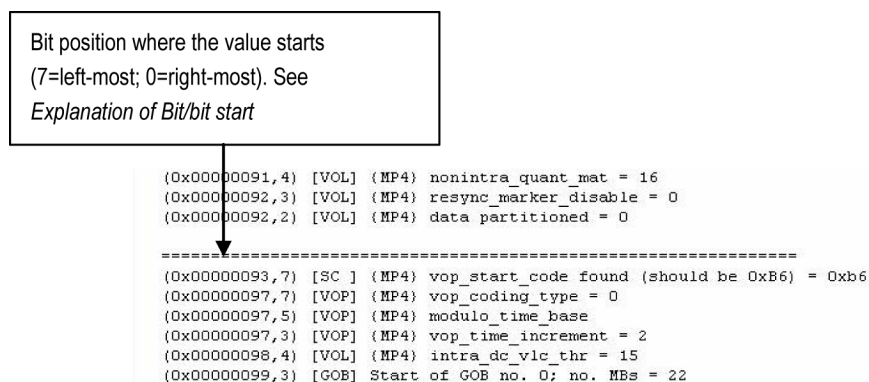 Bit position where the value starts
(7=left-most; 0=right-most). See
Explanation of Bit/bit start
(0x00000091,4) [VOL] (MP4) nonintra_quant_mat = 16
(0x00000092,3) [VOL] (MP4) resync_marker_disable = 0
(0x00000092,2) [VOL] (MP4) data partitioned = 0
================================================================
(0x00000093,7) [SC ] (MP4) vop_start_code found (should be 0xB6) = 0xb6
(0x00000097,7) [VOP] (MP4) vop_coding_type = 0
(0x00000097,5) [VOP] (MP4) modulo_time_base
(0x00000097,3) [VOP] (MP4) vop_time_increment = 2
(0x00000098,4) [VOL] (MP4) intra_dc_vlc_thr = 15
(0x00000099,3) [GOB] Start of GOB no. 0; no. MBs = 22